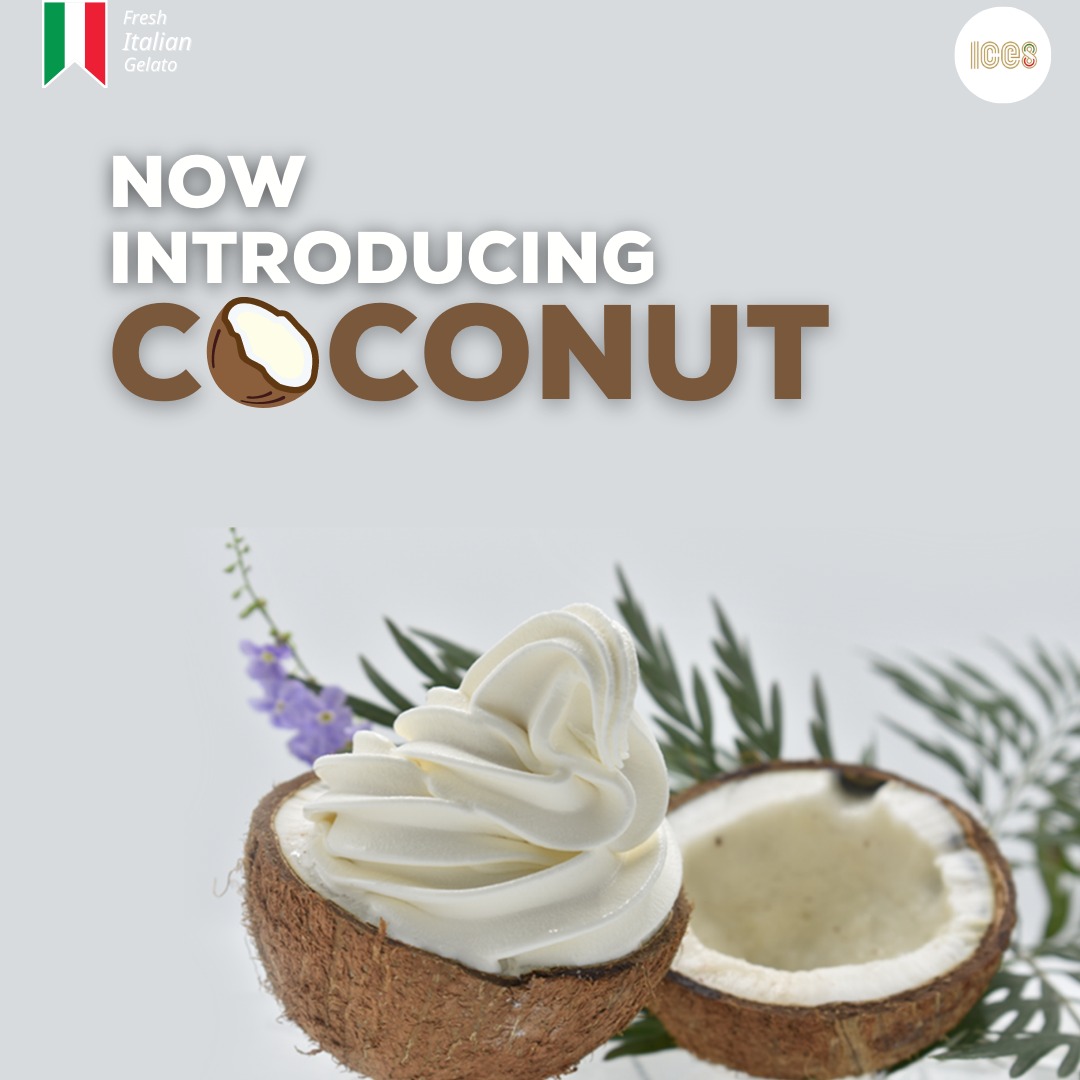 Fresh
Italian
Gelato
Ices
NOW
INTRODUCING
COCONUT